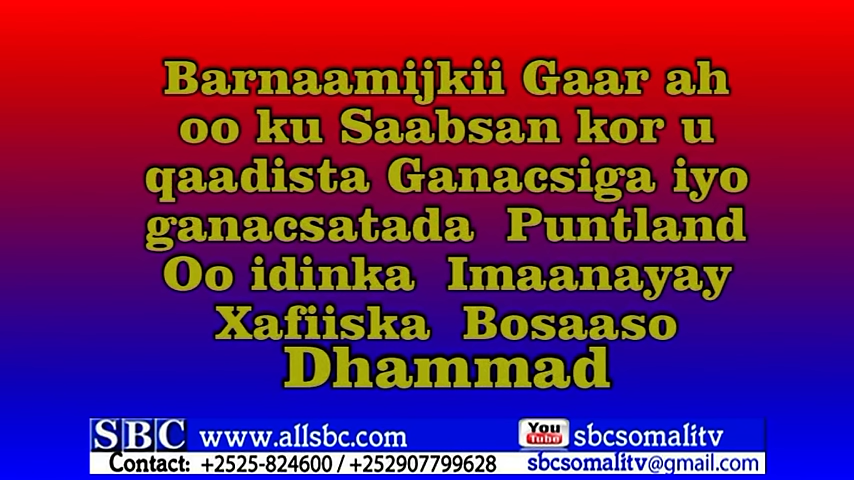 Barnaamijkii Gaar ah
oo ku Saabsan kor u
qaadista Ganacsiga iyo
ganacsatada Puntland
Oo idinka Imaanayay
Xafiiska Bosaaso
Dhammad
SBC www.allsbc.com You Tube sbcsomalitv
Contact: +2525-824600 / +252907799628 sbcsomalitv@gmail.com